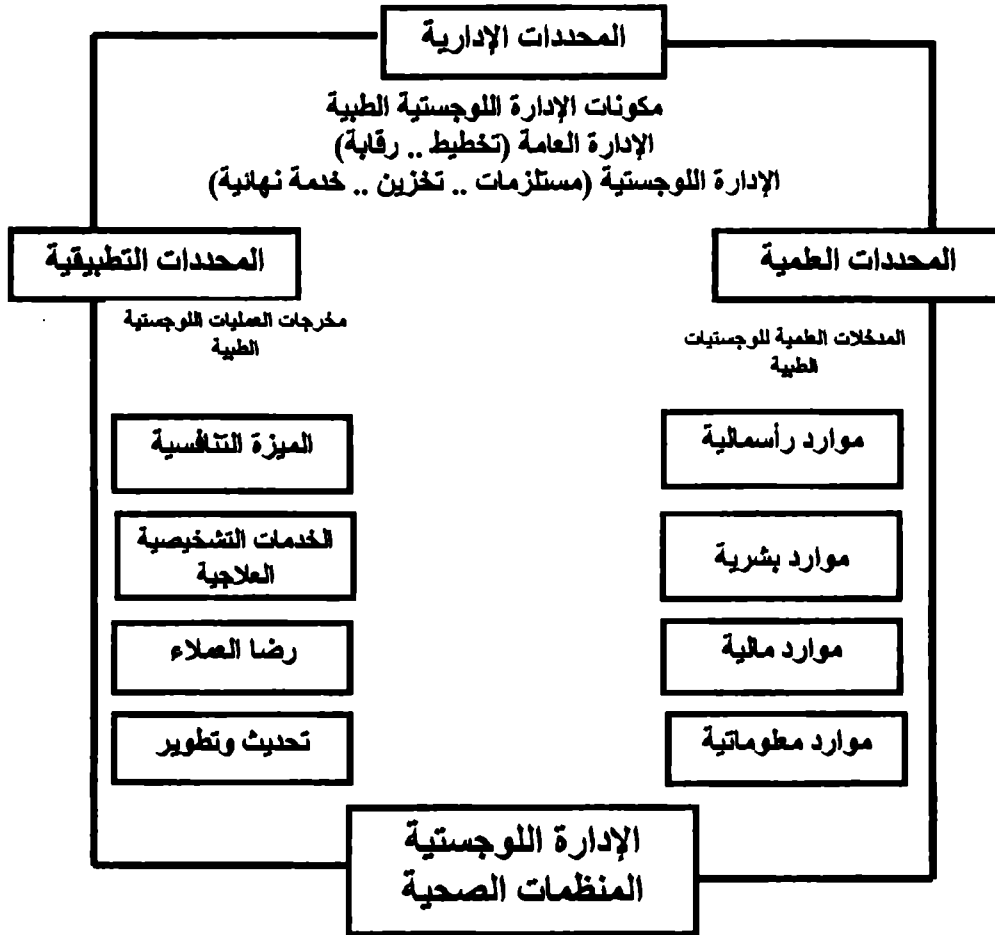 المحددات الإدارية
مكونات الإدارة اللوجستية الطبية
الإدارة العامة (تخطيط .. رقابة)
الإدارة اللوجستية (مستلزمات .. تخزين .. خدمة نهائية)
المحددات العلمية
المحددات التطبيقية
المدخلات العلمية للوجستيات
الطبية
مخرجات العمليات اللوجستية
الطبية
موارد رأسمالية
موارد بشرية
موارد مالية
موارد معلوماتية
الميزة التنافسية
الخدمات التشخيصية
العلاجية
رضا العملاء
تحديث وتطوير
الإدارة اللوجستية
المنظمات الصحية